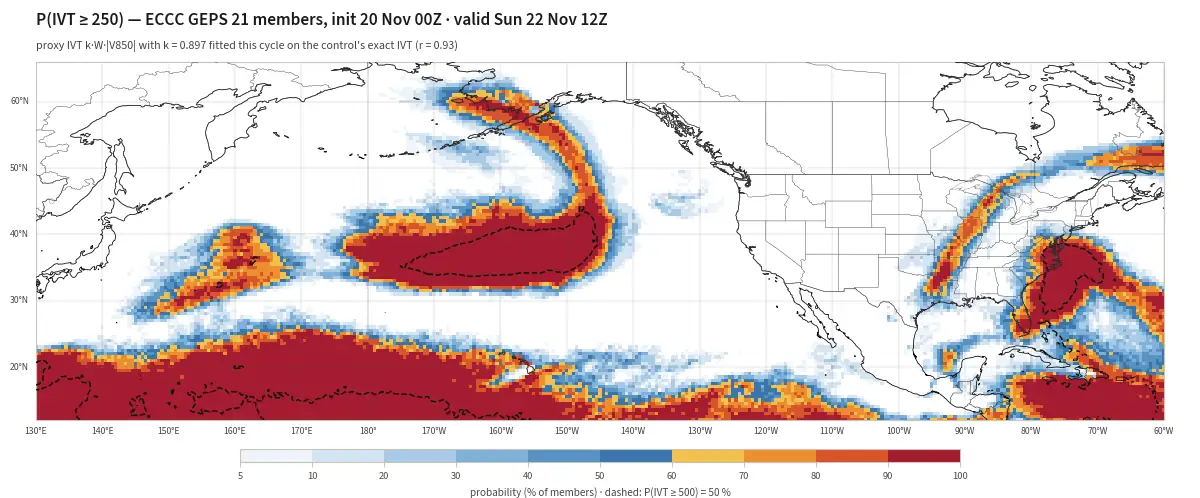 P(IVT ≥ 250) — ECCC GEPS 21 members, init 20 Nov 00Z · valid Sun 22 Nov 12Z
proxy IVT k·W·|V850| with k = 0.897 fitted this cycle on the control's exact IVT (r = 0.93)
60°N
50°N
40°N
30°N
20°N
130°E 140°E 150°E 160°E 170°E 180° 170°W 160°W 150°W 140°W 130°W 120°W 110°W 100°W 90°W 80°W 70°W 60°W
5 10 20 30 40 50 60 70 80 90 100
probability (% of members) · dashed: P(IVT ≥ 500) = 50 %